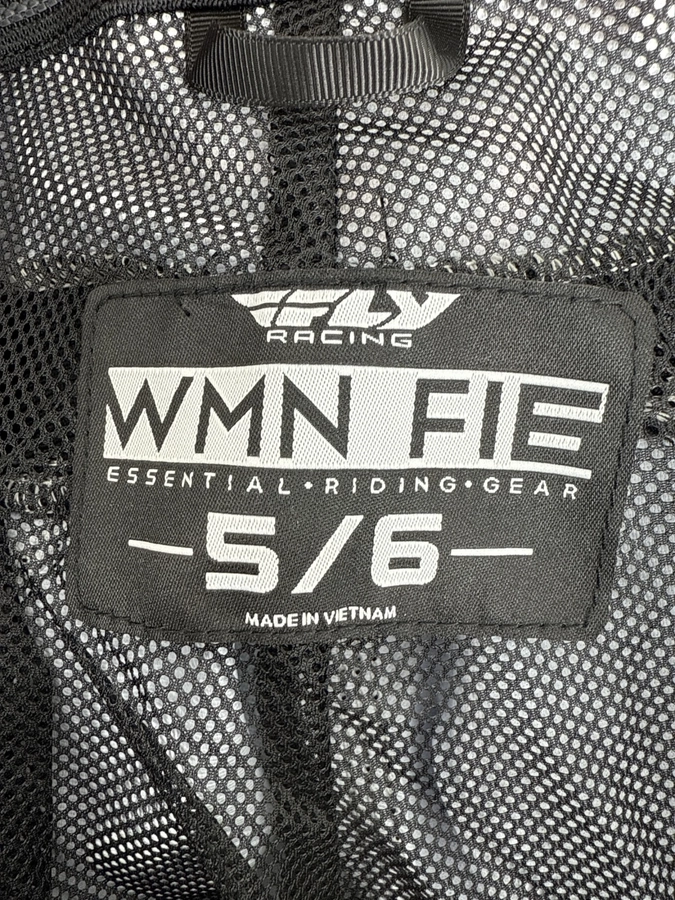 FLY
RACING
WMN FIE
ESSENTIAL • RIDING • GEAR
5/6
MADE IN VIETNAM